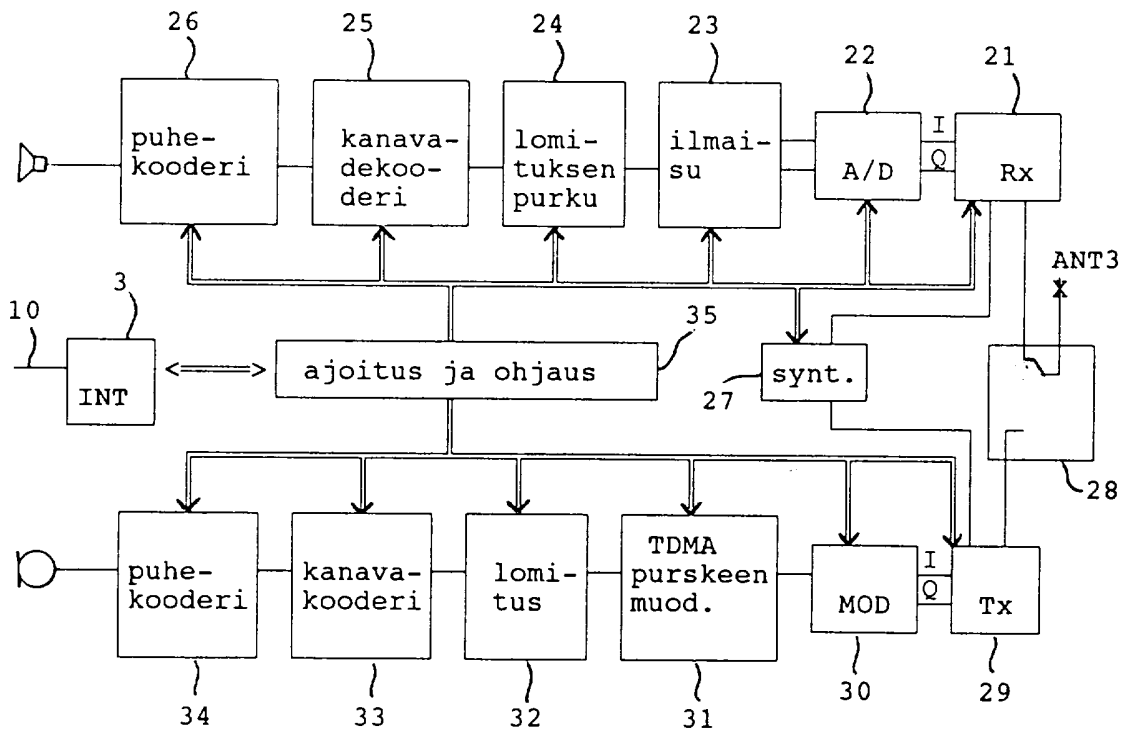 26
25
24
23
22
21
puhe-
kooderi
kanava-
dekoo-
deri
lomi-
tuksen
purku
ilmai-
su
A/D
I
Q
Rx
ANT3
10
3
INT
35
ajoitus ja ohjaus
27
synt.
28
puhe-
kooderi
kanava-
kooderi
lomi-
tus
TDMA
purskeen
muod.
MOD
I
Q
Tx
34
33
32
31
30
29